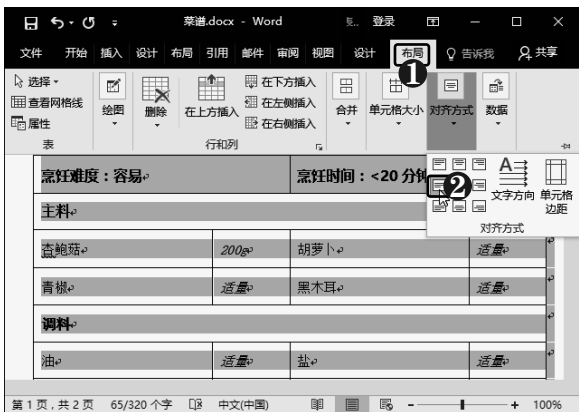 菜谱.docx - Word
登录
文件 开始 插入 设计 布局 引用 邮件 审阅 视图 设计 布局 告诉我 共享
1
选择
查看网格线
属性
表
绘图
删除
在上方插入
在下方插入
在左侧插入
在右侧插入
行和列
合并
单元格大小
对齐方式
数据
2
文字方向
单元格边距
对齐方式
烹饪难度：容易 烹饪时间：<20 分钟
主料
杏鲍菇 200g 胡萝卜 适量
青椒 适量 黑木耳 适量
调料
油 适量 盐 适量
第 1 页，共 2 页 65/320 个字 中文(中国) 100%